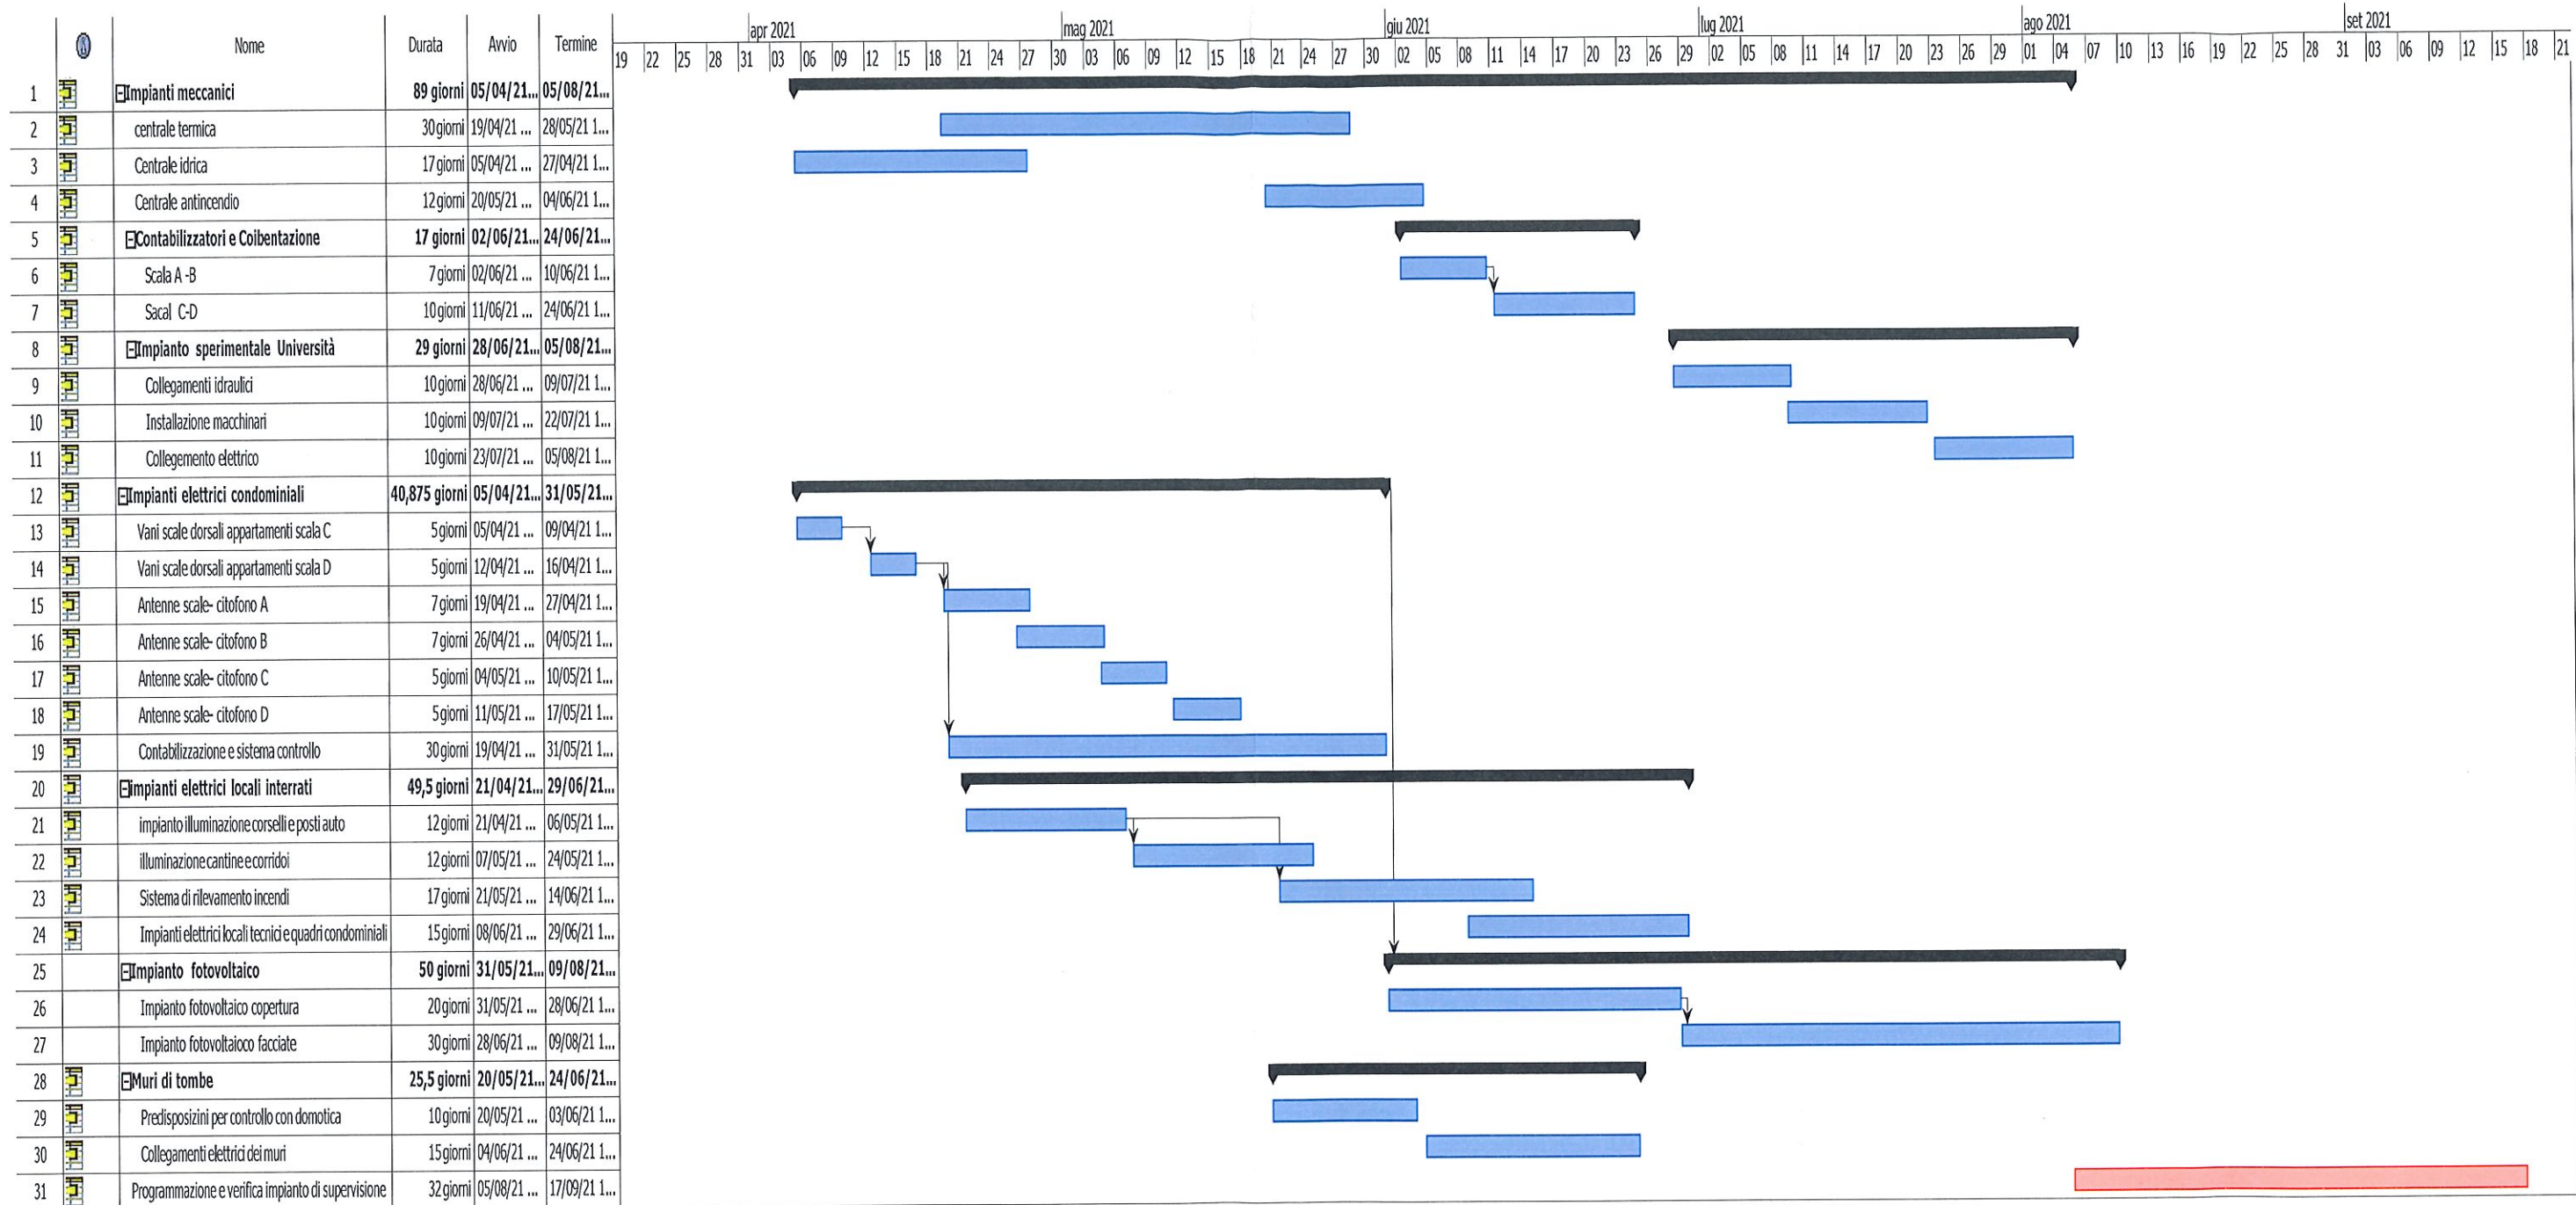 apr 2021 mag 2021 giu 2021 lug 2021 ago 2021 set 2021
Nome Durata Avvio Termine 19 22 25 28 31 03 06 09 12 15 18 21 24 27 30 03 06 09 12 15 18 21 24 27 30 02 05 08 11 14 17 20 23 26 29 02 05 08 11 14 17 20 23 26 29 01 04 07 10 13 16 19 22 25 28 31 03 06 09 12 15 18 21
1 Impianti meccanici 89 giorni 05/04/21... 05/08/21...
2 centrale termica 30 giorni 19/04/21 ... 28/05/21 1...
3 Centrale idrica 17 giorni 05/04/21 ... 27/04/21 1...
4 Centrale antincendio 12 giorni 20/05/21 ... 04/06/21 1...
5 Contabilizzatori e Coibentazione 17 giorni 02/06/21... 24/06/21...
6 Scala A -B 7 giorni 02/06/21 ... 10/06/21 1...
7 Sacal C-D 10 giorni 11/06/21 ... 24/06/21 1...
8 Impianto sperimentale Università 29 giorni 28/06/21... 05/08/21...
9 Collegamenti idraulici 10 giorni 28/06/21 ... 09/07/21 1...
10 Installazione macchinari 10 giorni 09/07/21 ... 22/07/21 1...
11 Collegemento elettrico 10 giorni 23/07/21 ... 05/08/21 1...
12 Impianti elettrici condominiali 40,875 giorni 05/04/21... 31/05/21...
13 Vani scale dorsali appartamenti scala C 5 giorni 05/04/21 ... 09/04/21 1...
14 Vani scale dorsali appartamenti scala D 5 giorni 12/04/21 ... 16/04/21 1...
15 Antenne scale- citofono A 7 giorni 19/04/21 ... 27/04/21 1...
16 Antenne scale- citofono B 7 giorni 26/04/21 ... 04/05/21 1...
17 Antenne scale- citofono C 5 giorni 04/05/21 ... 10/05/21 1...
18 Antenne scale- citofono D 5 giorni 11/05/21 ... 17/05/21 1...
19 Contabilizzazione e sistema controllo 30 giorni 19/04/21 ... 31/05/21 1...
20 impianti elettrici locali interrati 49,5 giorni 21/04/21... 29/06/21...
21 impianto illuminazione corselli e posti auto 12 giorni 21/04/21 ... 06/05/21 1...
22 illuminazione cantine e corridoi 12 giorni 07/05/21 ... 24/05/21 1...
23 Sistema di rilevamento incendi 17 giorni 21/05/21 ... 14/06/21 1...
24 Impianti elettrici locali tecnici e quadri condominiali 15 giorni 08/06/21 ... 29/06/21 1...
25 Impianto fotovoltaico 50 giorni 31/05/21... 09/08/21...
26 Impianto fotovoltaico copertura 20 giorni 31/05/21 ... 28/06/21 1...
27 Impianto fotovoltaioco facciate 30 giorni 28/06/21 ... 09/08/21 1...
28 Muri di tombe 25,5 giorni 20/05/21... 24/06/21...
29 Predisposizini per controllo con domotica 10 giorni 20/05/21 ... 03/06/21 1...
30 Collegamenti elettrici dei muri 15 giorni 04/06/21 ... 24/06/21 1...
31 Programmazione e verifica impianto di supervisione 32 giorni 05/08/21 ... 17/09/21 1...